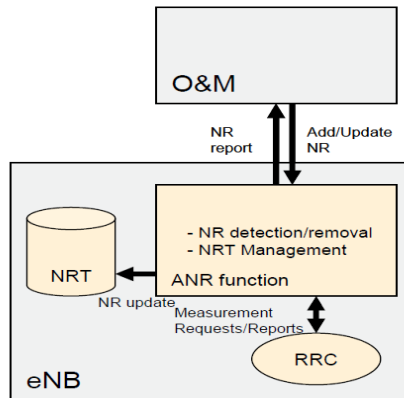 O&M
NR
report
Add/Update
NR
- NR detection/removal
- NRT Management
ANR function
NRT
NR update
Measurement
Requests/Reports
RRC
eNB